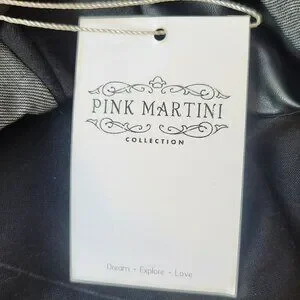 PINK MARTINI
COLLECTION
Dream • Explore • Love